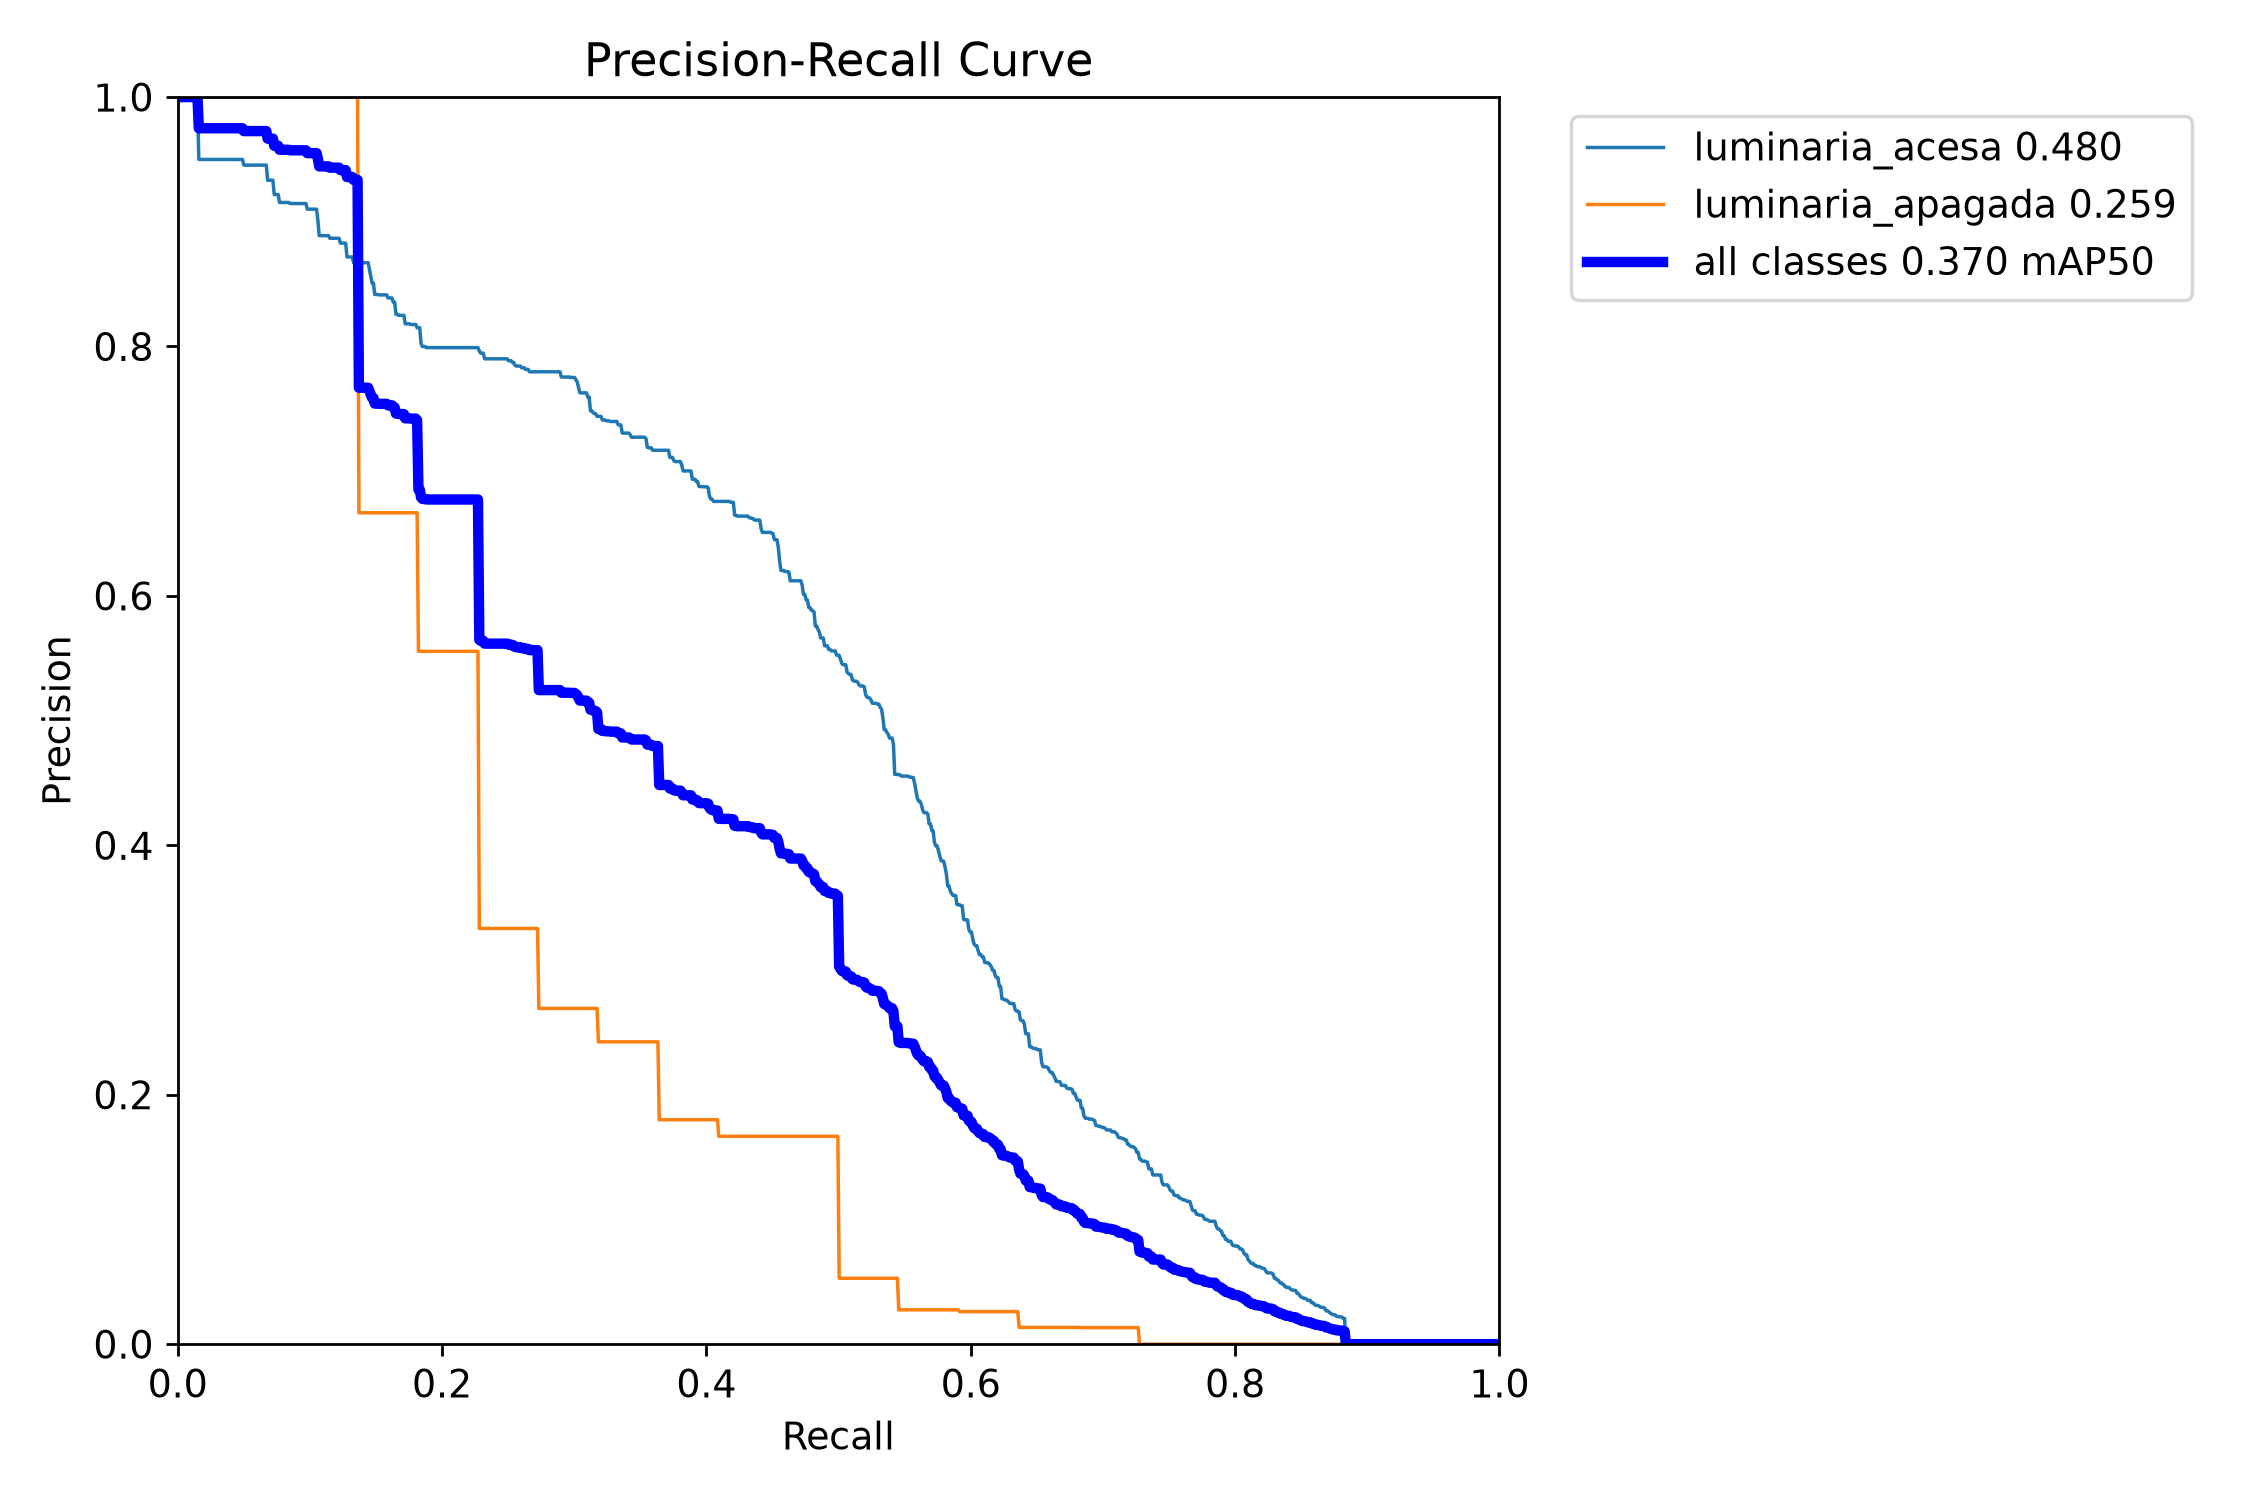 Precision-Recall Curve
1.0
0.8
0.6
0.4
0.2
0.0
Precision
0.0 0.2 0.4 0.6 0.8 1.0
Recall
luminaria_acesa 0.480
luminaria_apagada 0.259
all classes 0.370 mAP50